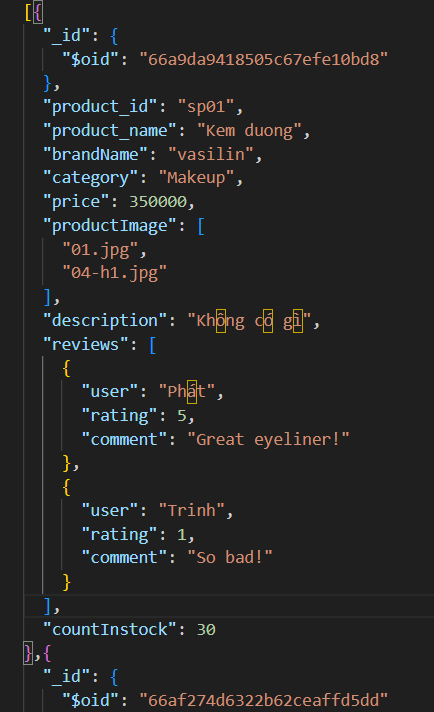 [{
"_id": {
"$oid": "66a9da9418505c67efe10bd8"
},
"product_id": "sp01",
"product_name": "Kem duong",
"brandName": "vasilin",
"category": "Makeup",
"price": 350000,
"productImage": [
"01.jpg",
"04-h1.jpg"
],
"description": "Không có gì",
"reviews": [
{
"user": "Phát",
"rating": 5,
"comment": "Great eyeliner!"
},
{
"user": "Trinh",
"rating": 1,
"comment": "So bad!"
}
],
"countInstock": 30
},{
"_id": {
"$oid": "66af274d6322b62ceaffd5dd"